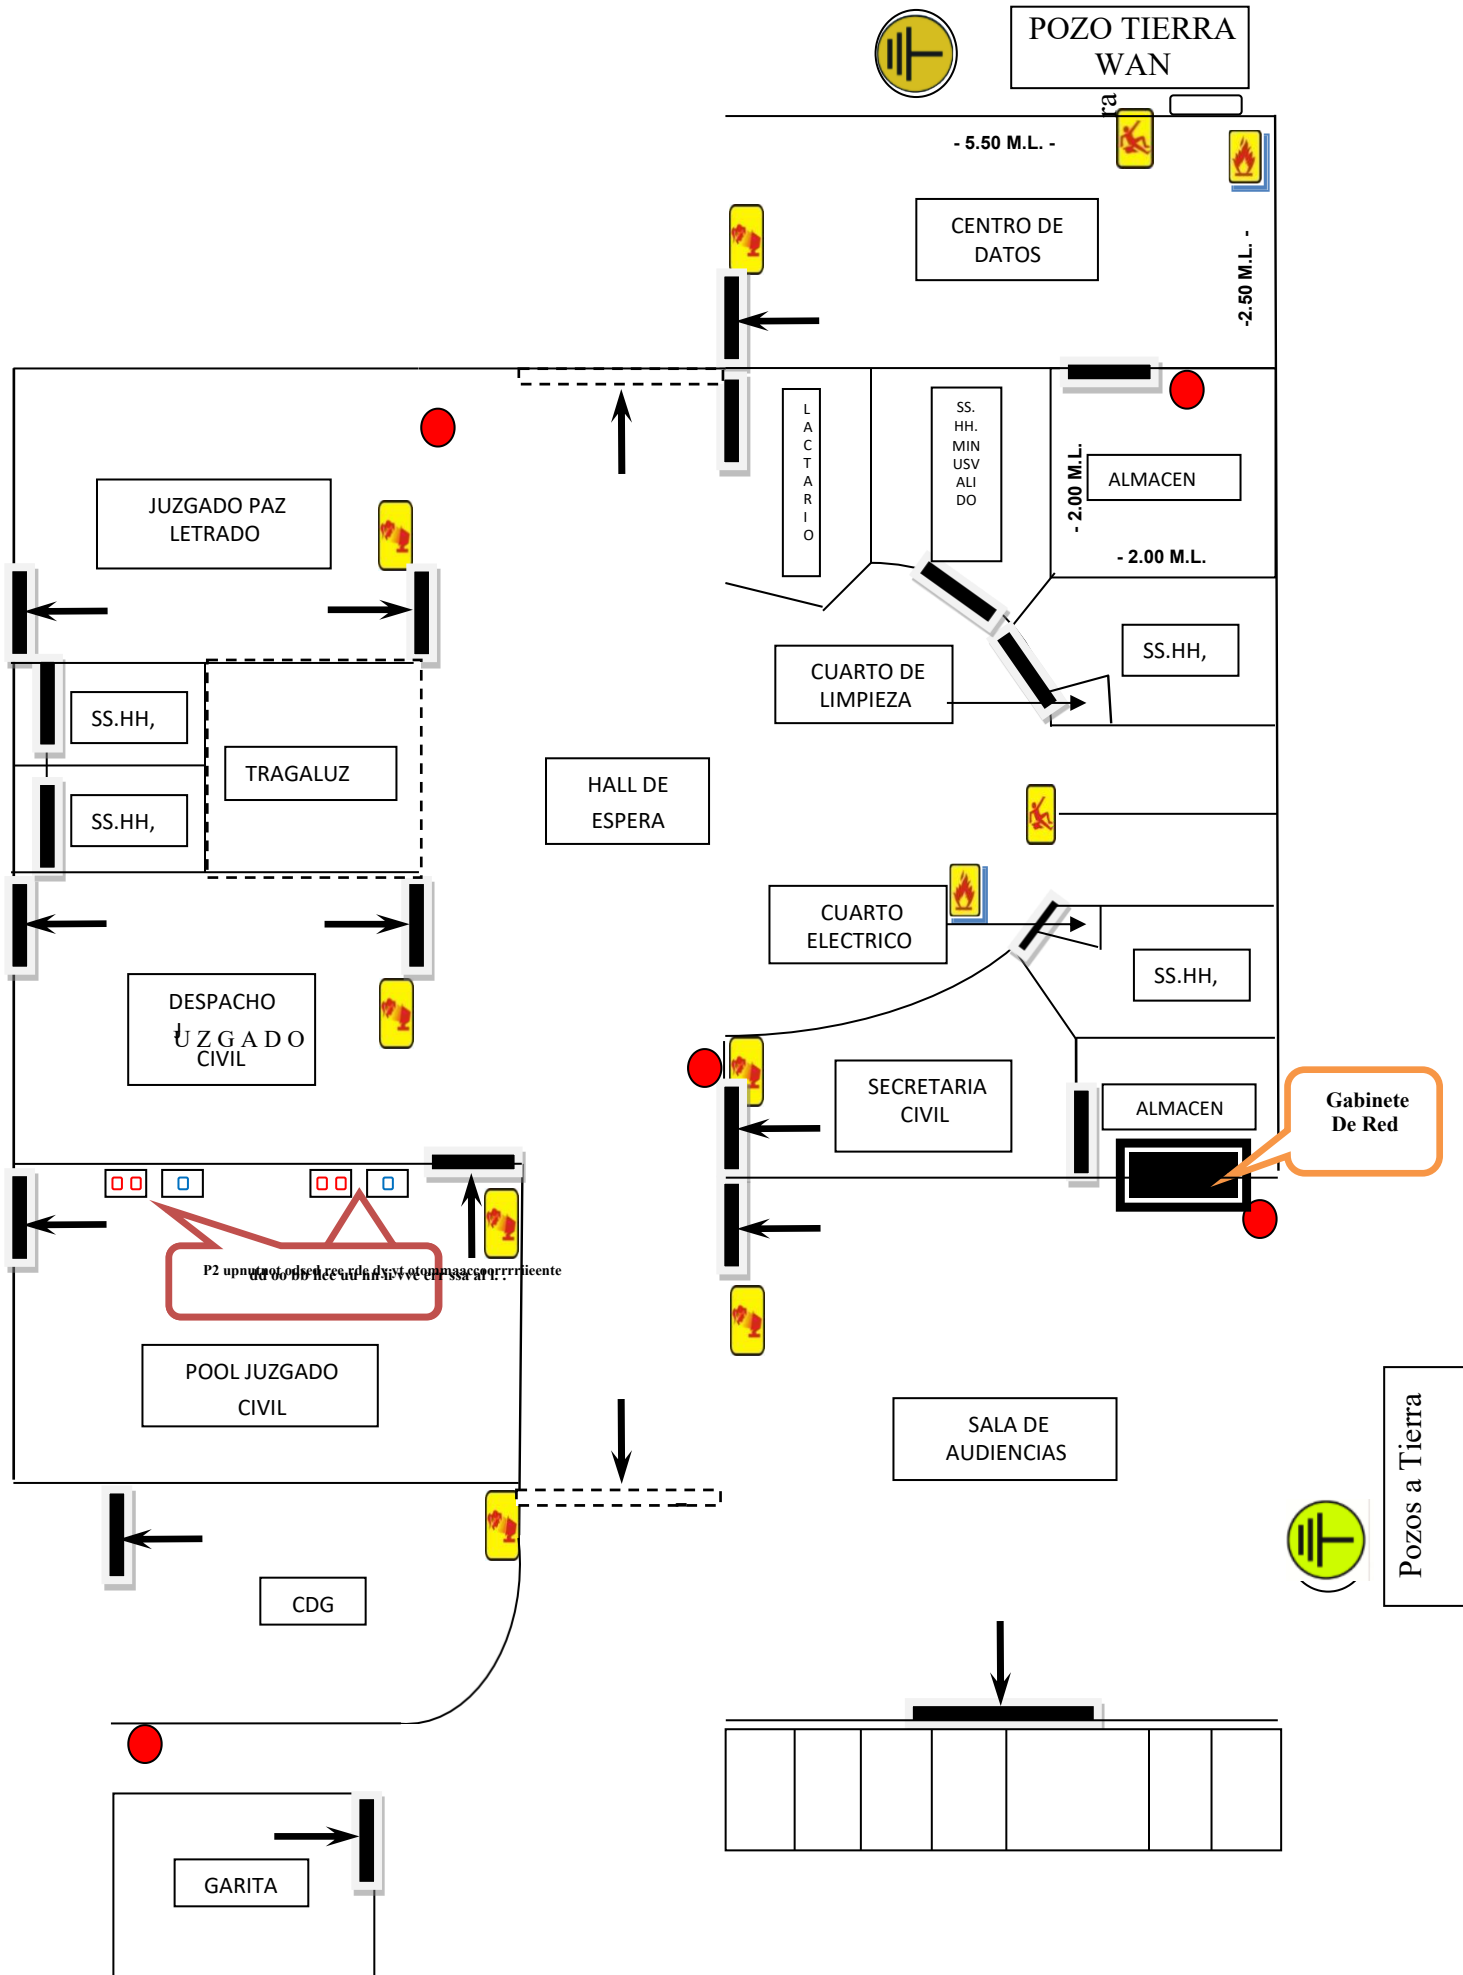 POZO TIERRA
WAN
ra
- 5.50 M.L. -
CENTRO DE
DATOS
-2.50 M.L. -
L
A
C
T
A
R
I
O
SS.
HH.
MIN
USV
ALI
DO
- 2.00 M.L.
ALMACEN
- 2.00 M.L.
JUZGADO PAZ
LETRADO
SS.HH,
CUARTO DE
LIMPIEZA
SS.HH,
TRAGALUZ
SS.HH,
HALL DE
ESPERA
CUARTO
ELECTRICO
SS.HH,
DESPACHO
J
U Z G A D O
CIVIL
SECRETARIA
CIVIL
ALMACEN
Gabinete
De Red
POOL JUZGADO
CIVIL
SALA DE
AUDIENCIAS
Pozos a Tierra
CDG
GARITA